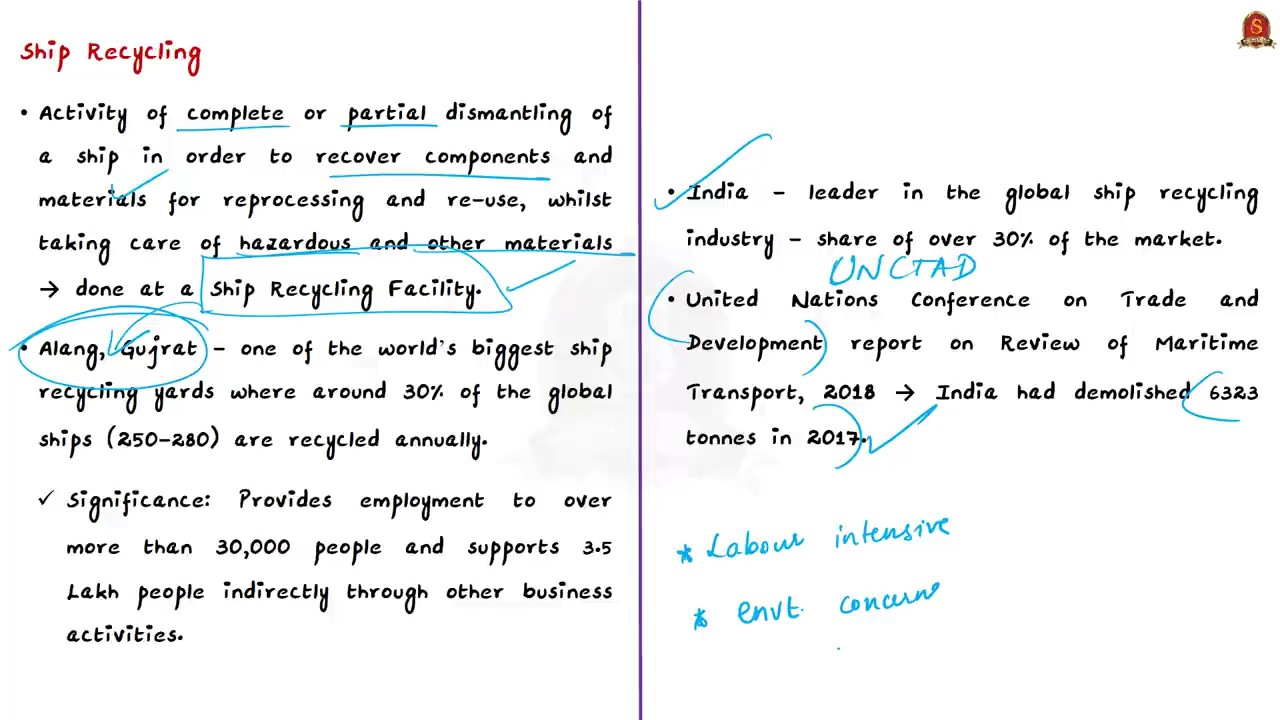 Ship Recycling
• Activity of complete or partial dismantling of
a ship in order to recover components and
materials for reprocessing and re-use, whilst
taking care of hazardous and other materials
→ done at a Ship Recycling Facility.
• Alang, Gujrat – one of the world's biggest ship
recycling yards where around 30% of the global
ships (250-280) are recycled annually.
✓ Significance: Provides employment to over
more than 30,000 people and supports 3.5
Lakh people indirectly through other business
activities.
• India – leader in the global ship recycling
industry – share of over 30% of the market.
UNCTAD
• United Nations Conference on Trade and
Development report on Review of Maritime
Transport, 2018 → India had demolished 6323
tonnes in 2017.
* Labour intensive
* envt. concerns